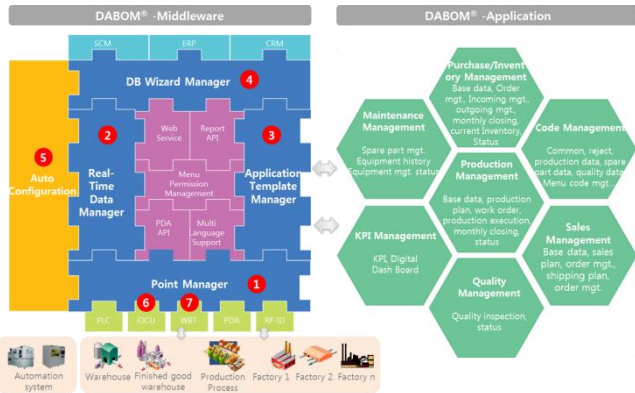 DABOM® -Middleware
DABOM® -Application
SCM
ERP
CRM
DB Wizard Manager
4
2
3
5
Auto
Configuration
Real-
Time
Data
Manager
Web
Service
Report
API
Menu
Permission
Management
PDA
API
Multi
Language
Support
Application
Template
Manager
Point Manager
1
6
7
PLC
WBT
PDA
RF-ID
Automation
system
Warehouse
Finished good
warehouse
Production
Process
Factory 1
Factory 2.
Factory n
Purchase/Invent
ory Management
Base data, Order
mgt., Incoming mgt.,
outgoing mgt.,
monthly closing,
current Inventory,
Status
Maintenance
Management
Spare part mgt.
Equipment history
Equipment mgt. status
Code Management
Common, reject,
production data, spare
part data, quality data,
Menu code mgt...
Production
Management
Base data, production
plan, work order,
production execution,
monthly closing,
status
KPI Management
KPI, Digital
Dash Board
Sales
Management
Base data, sales
plan, order mgt.,
shipping plan,
order mgt.
Quality
Management
Quality inspection,
status